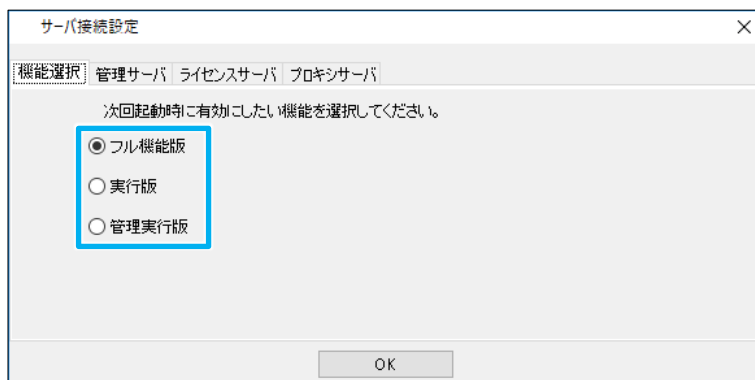 サーバ接続設定
機能選択 管理サーバ ライセンスサーバ プロキシサーバ
次回起動時に有効にしたい機能を選択してください。
フル機能版
実行版
管理実行版
OK